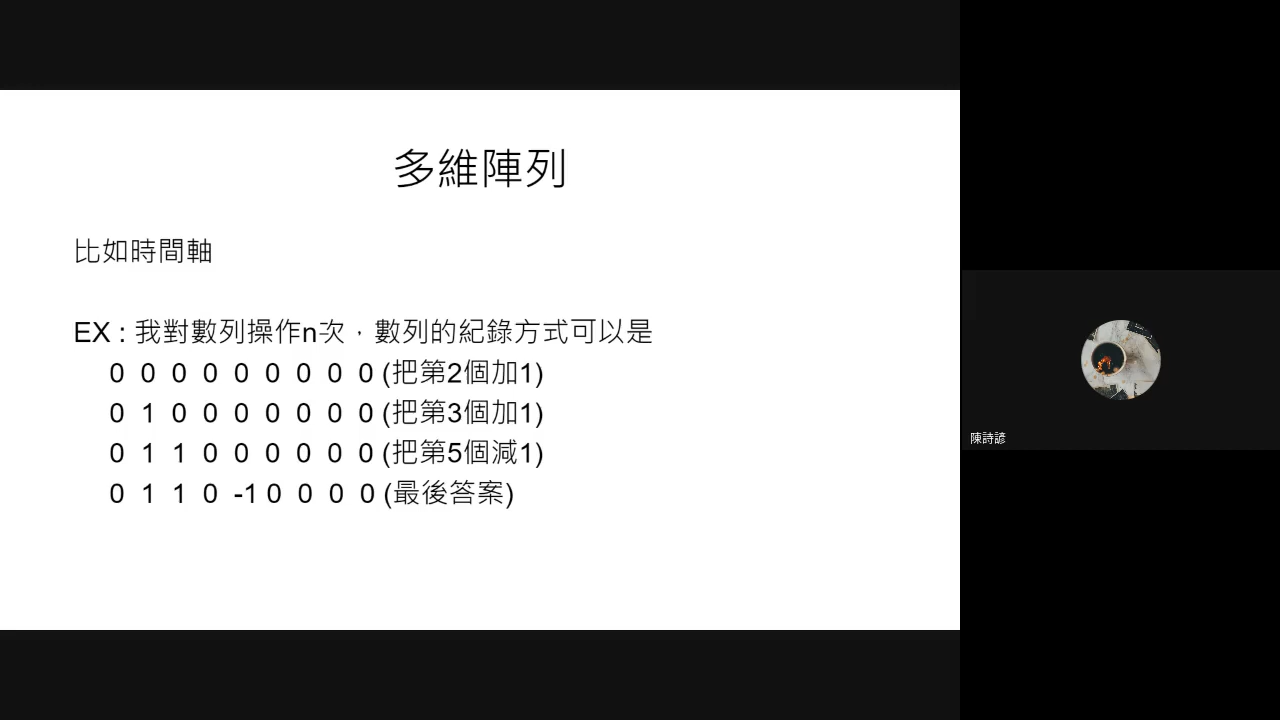 多維陣列
比如時間軸
EX : 我對數列操作n次，數列的紀錄方式可以是
0 0 0 0 0 0 0 0 0 (把第2個加1)
0 1 0 0 0 0 0 0 0 (把第3個加1)
0 1 1 0 0 0 0 0 0 (把第5個減1)
0 1 1 0 -1 0 0 0 0 (最後答案)
陳詩諺